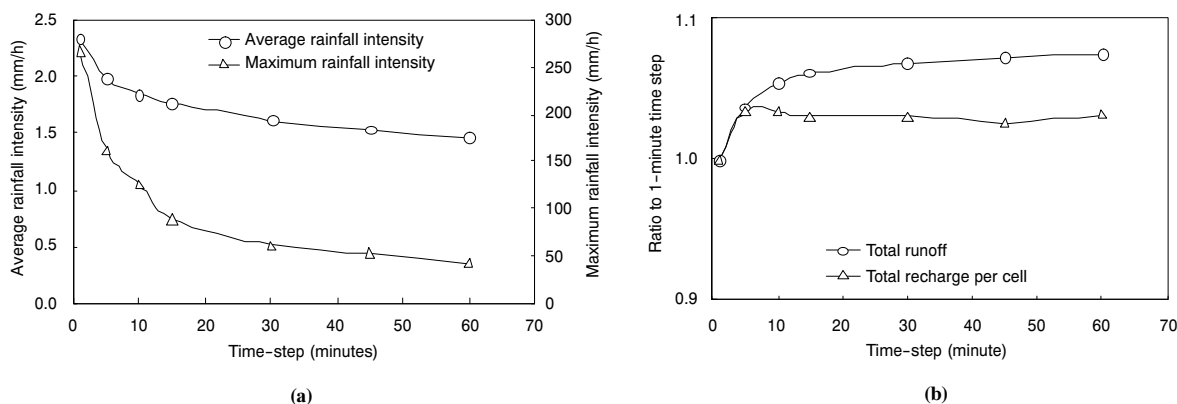 2.5
2.0
1.5
1.0
0.5
0.0
Average rainfall intensity (mm/h)
Average rainfall intensity
Maximum rainfall intensity
300
250
200
150
100
50
0
Maximum rainfall intensity (mm/h)
0 10 20 30 40 50 60 70
Time-step (minutes)
(a)
1.1
1.0
0.9
Ratio to 1-minute time step
Total runoff
Total recharge per cell
0 10 20 30 40 50 60 70
Time-step (minute)
(b)